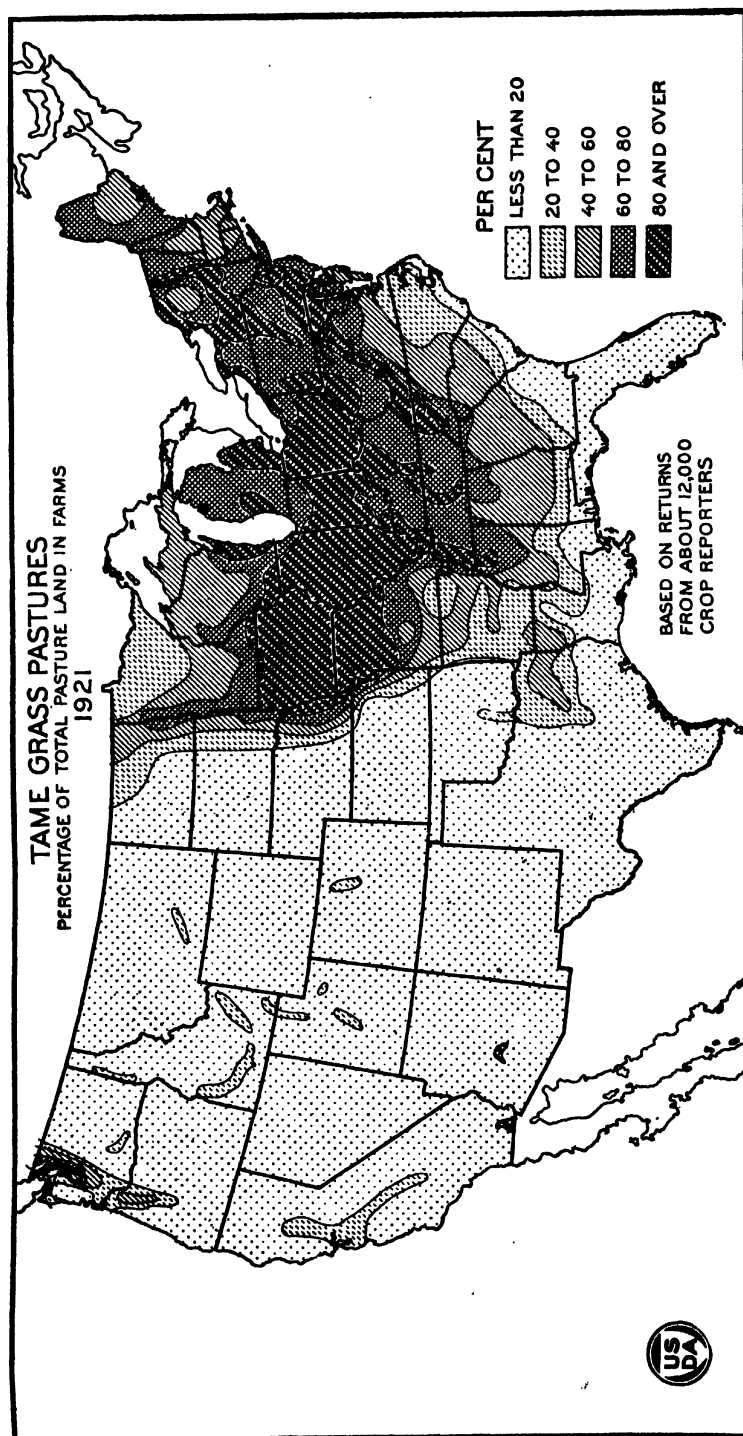 TAME GRASS PASTURES
PERCENTAGE OF TOTAL PASTURE LAND IN FARMS
1921
PER CENT
LESS THAN 20
20 TO 40
40 TO 60
60 TO 80
80 AND OVER
BASED ON RETURNS
FROM ABOUT 12,000
CROP REPORTERS
US
DA